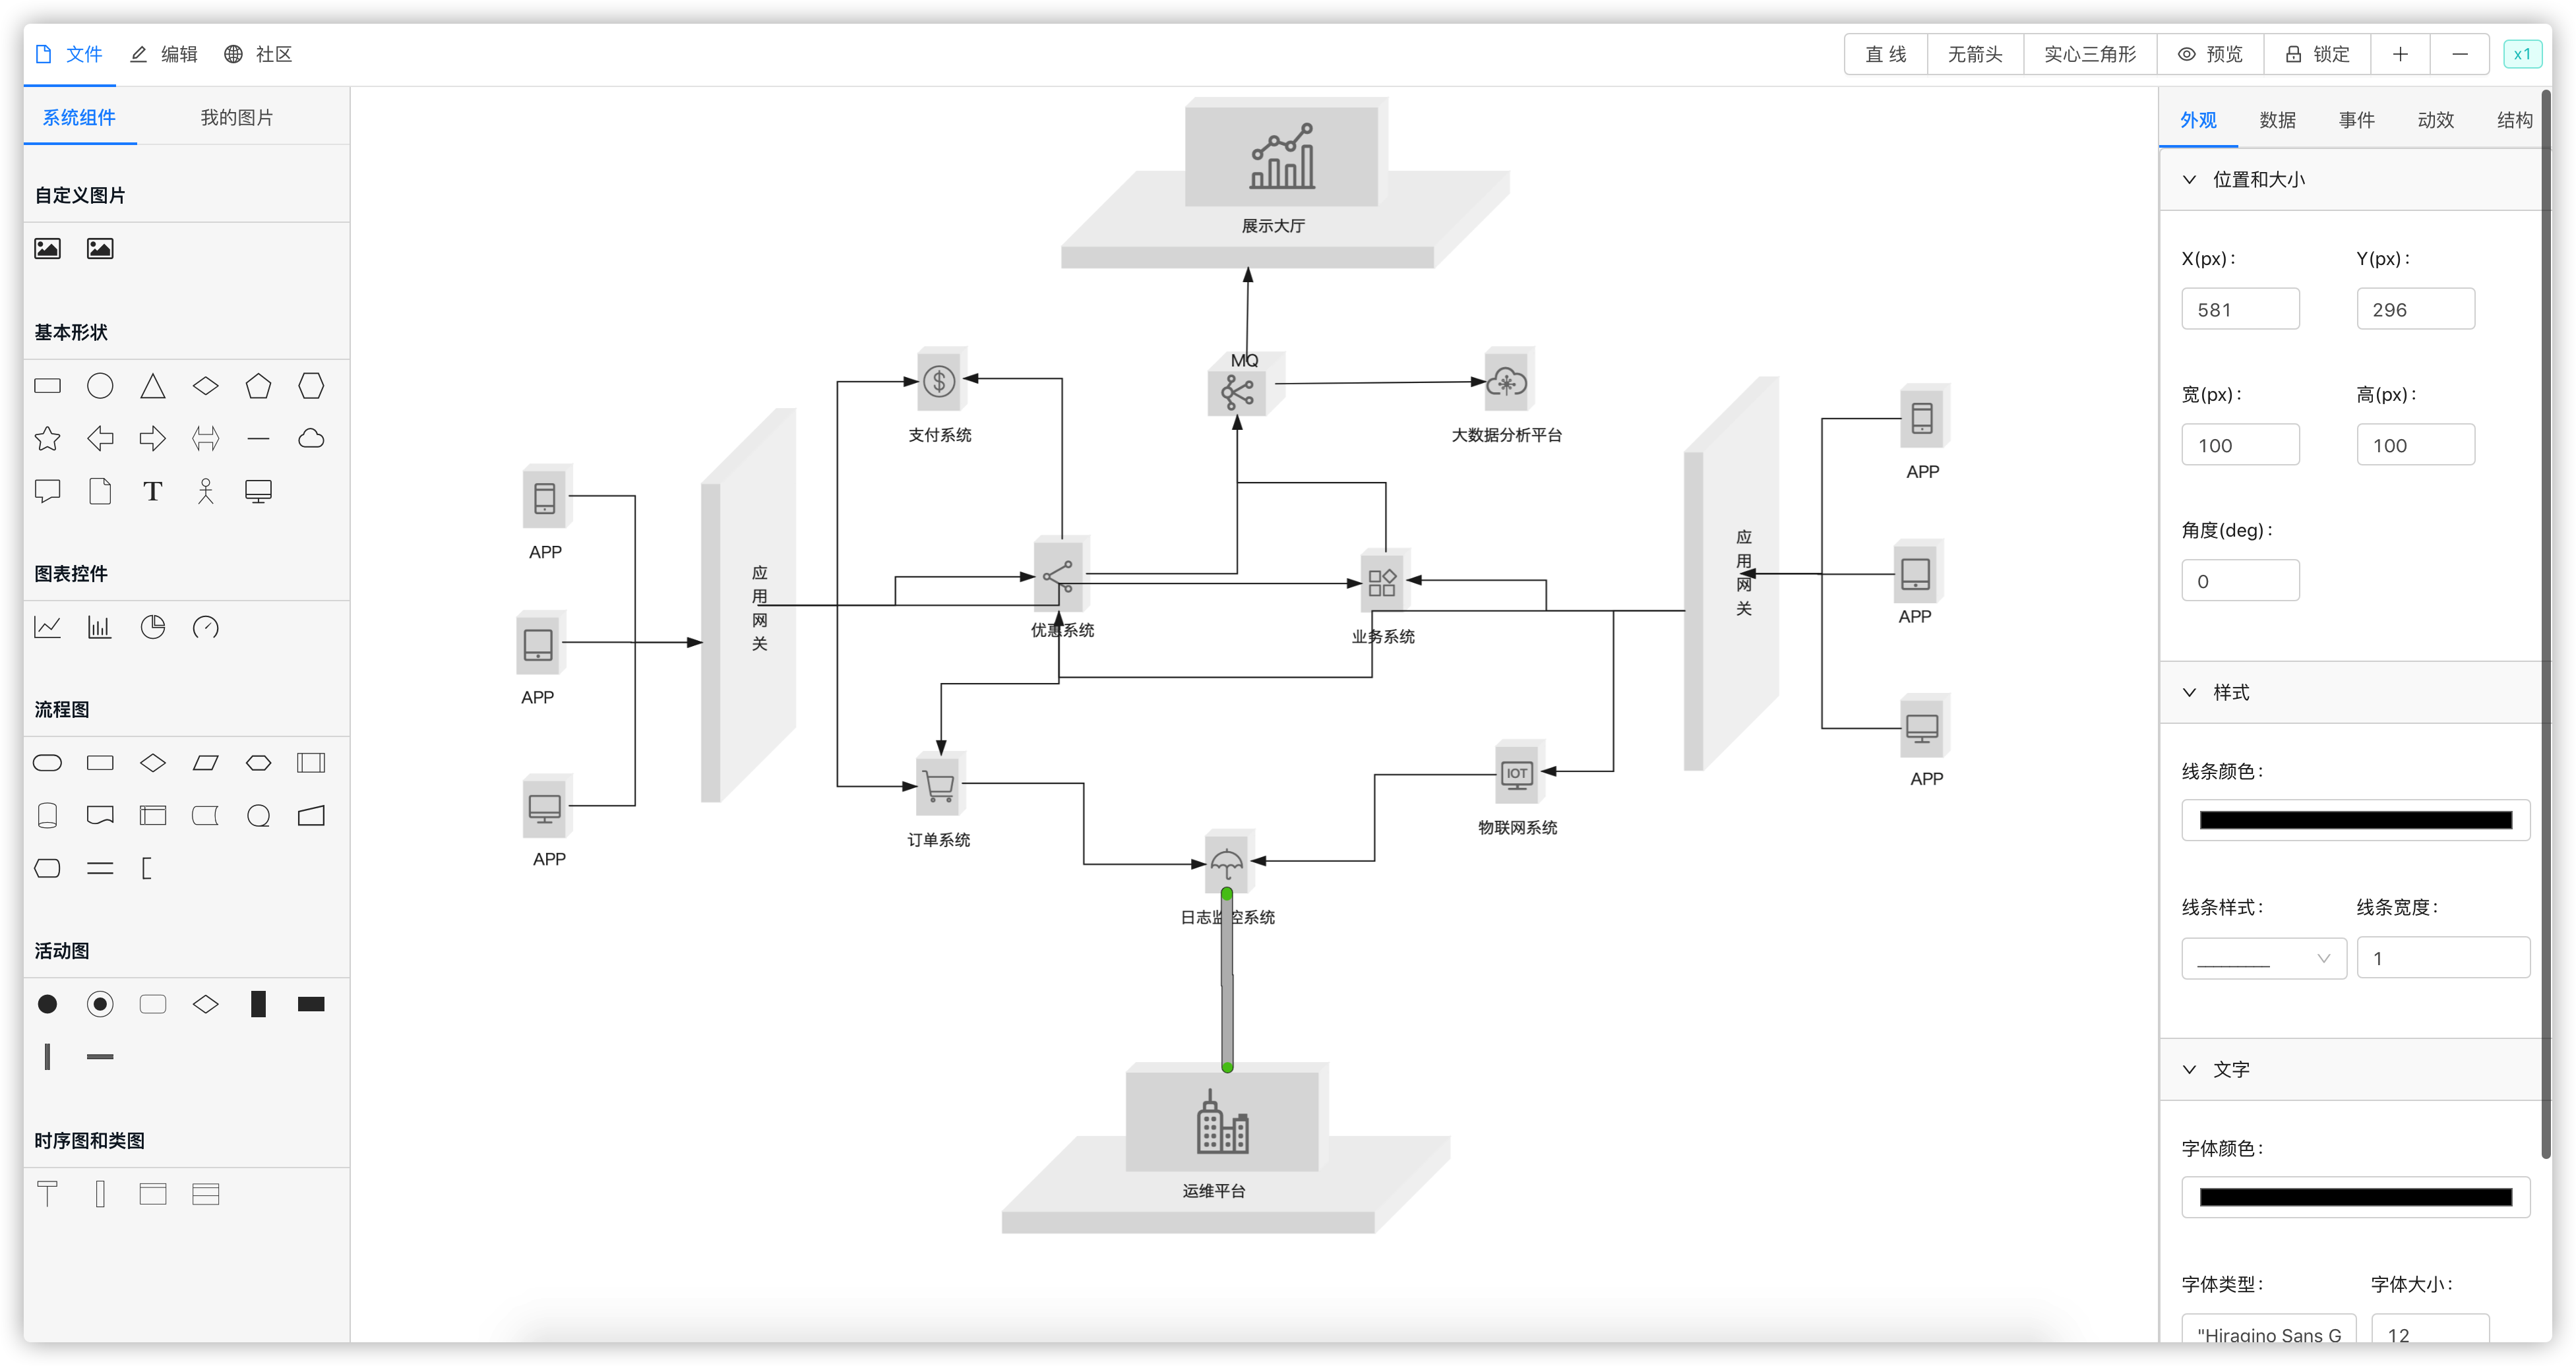 文件
编辑
社区
直 线
无箭头
实心三角形
预览
锁定
x1
系统组件
我的图片
自定义图片
基本形状
T
图表控件
流程图
活动图
时序图和类图
展示大厅
MQ
支付系统
大数据分析平台
APP
APP
APP
应
用
网
关
优惠系统
业务系统
应
用
网
关
APP
APP
APP
订单系统
IOT
物联网系统
日志监控系统
运维平台
外观
数据
事件
动效
结构
位置和大小
X(px)：
Y(px)：
581
296
宽(px)：
高(px)：
100
100
角度(deg)：
0
样式
线条颜色：
线条样式：
线条宽度：
1
文字
字体颜色：
字体类型：
字体大小：
"Hiragino Sans G
12